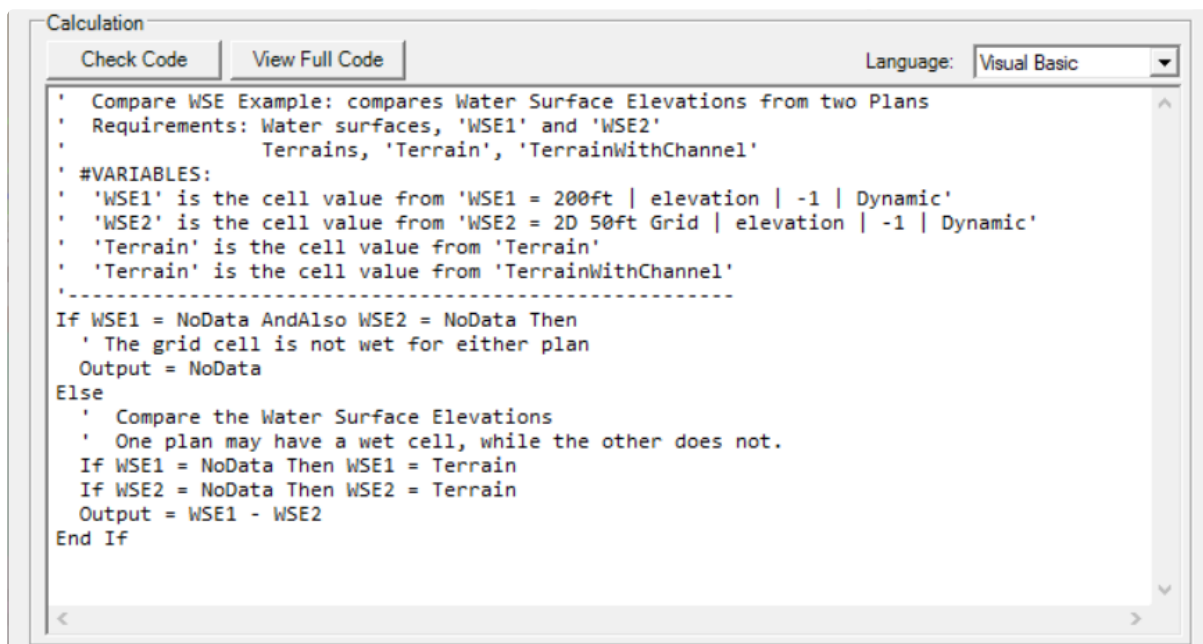 Calculation
Check Code View Full Code Language: Visual Basic
'  Compare WSE Example: compares Water Surface Elevations from two Plans
'  Requirements: Water surfaces, 'WSE1' and 'WSE2'
'                Terrains, 'Terrain', 'TerrainWithChannel'
' #VARIABLES:
'  'WSE1' is the cell value from 'WSE1 = 200ft | elevation | -1 | Dynamic'
'  'WSE2' is the cell value from 'WSE2 = 2D 50ft Grid | elevation | -1 | Dynamic'
'  'Terrain' is the cell value from 'Terrain'
'  'Terrain' is the cell value from 'TerrainWithChannel'
'-------------------------------------------------------
If WSE1 = NoData AndAlso WSE2 = NoData Then
  ' The grid cell is not wet for either plan
  Output = NoData
Else
  '  Compare the Water Surface Elevations
  '  One plan may have a wet cell, while the other does not.
  If WSE1 = NoData Then WSE1 = Terrain
  If WSE2 = NoData Then WSE2 = Terrain
  Output = WSE1 - WSE2
End If